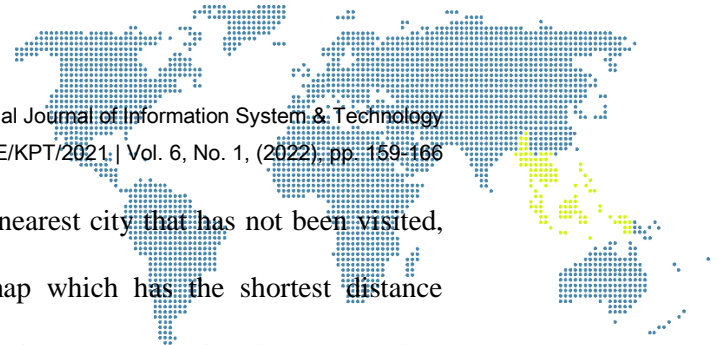 al Journal of Information System & Technology
E/KPT/2021 | Vol. 6, No. 1, (2022), pp. 159-166
nearest city that has not been visited,
ap which has the shortest distance